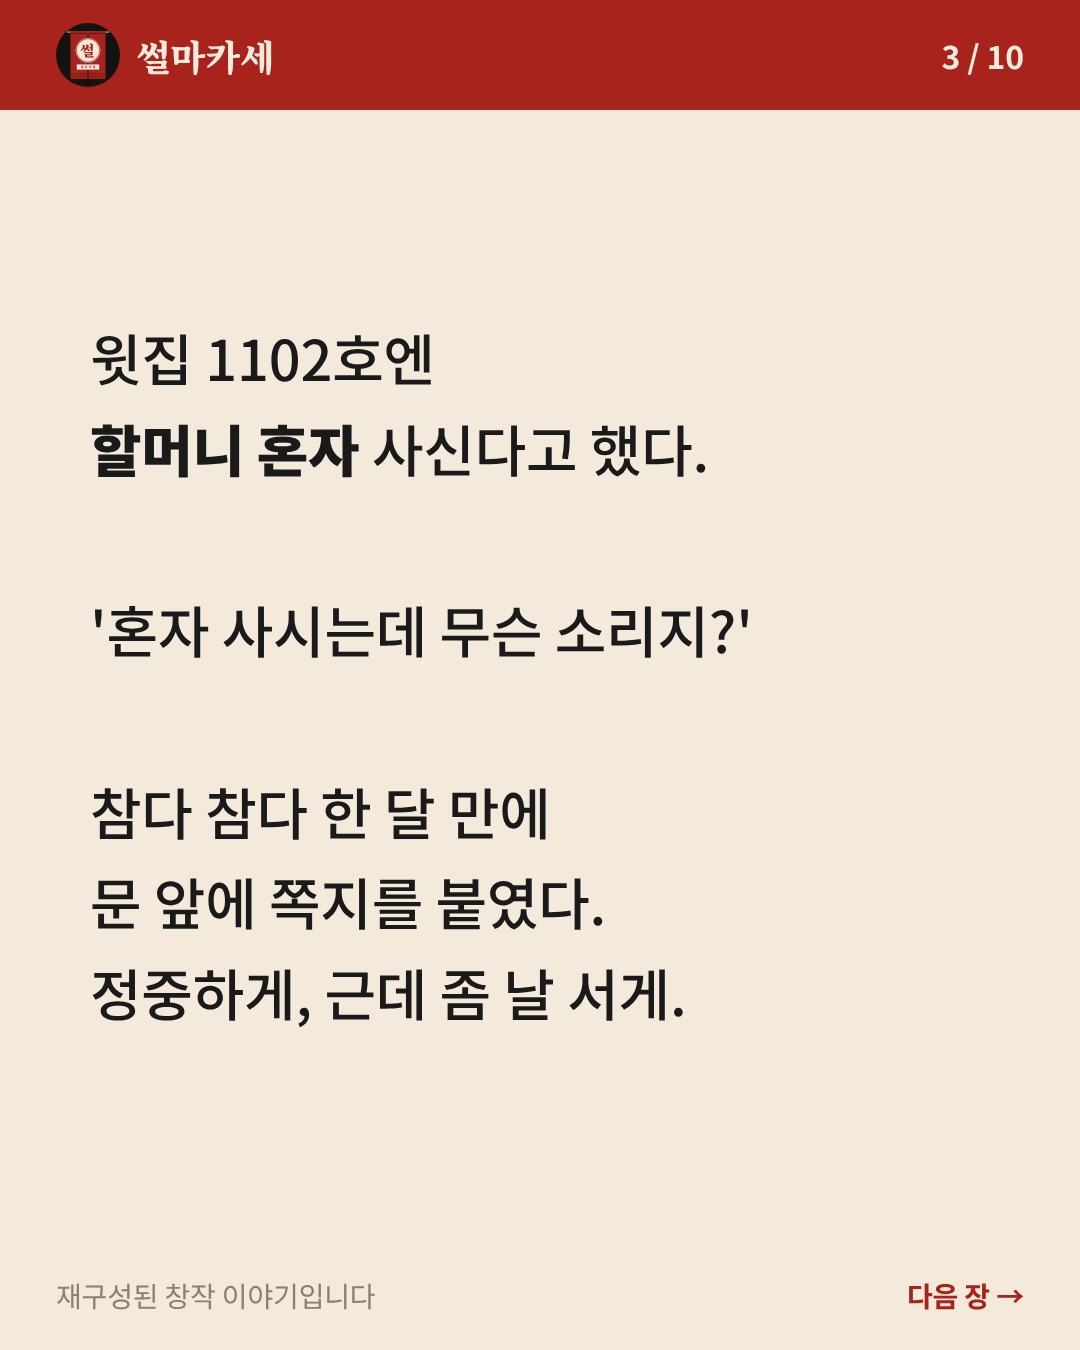 썰
썰마카세
3 / 10
윗집 1102호엔
할머니 혼자 사신다고 했다.
'혼자 사시는데 무슨 소리지?'
참다 참다 한 달 만에
문 앞에 쪽지를 붙였다.
정중하게, 근데 좀 날 서게.
재구성된 창작 이야기입니다
다음 장 →